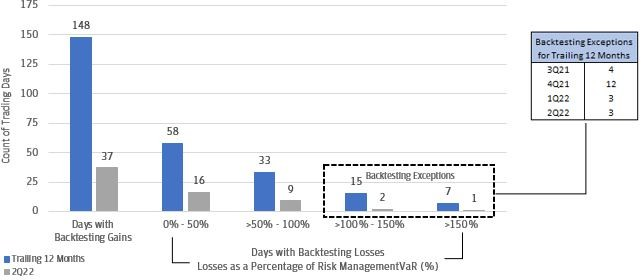 175
148
150
125
100
75
50
25
0
Count of Trading Days
37
58
16
33
9
Backtesting Exceptions
15
2
7
1
Days with
Backtesting Gains
0% - 50%
>50% - 100%
>100% - 150%
>150%
Days with Backtesting Losses
Losses as a Percentage of Risk ManagementVaR (%)
Trailing 12 Months
2Q22
Backtesting Exceptions
for Trailing 12 Months
3Q21 4
4Q21 12
1Q22 3
2Q22 3